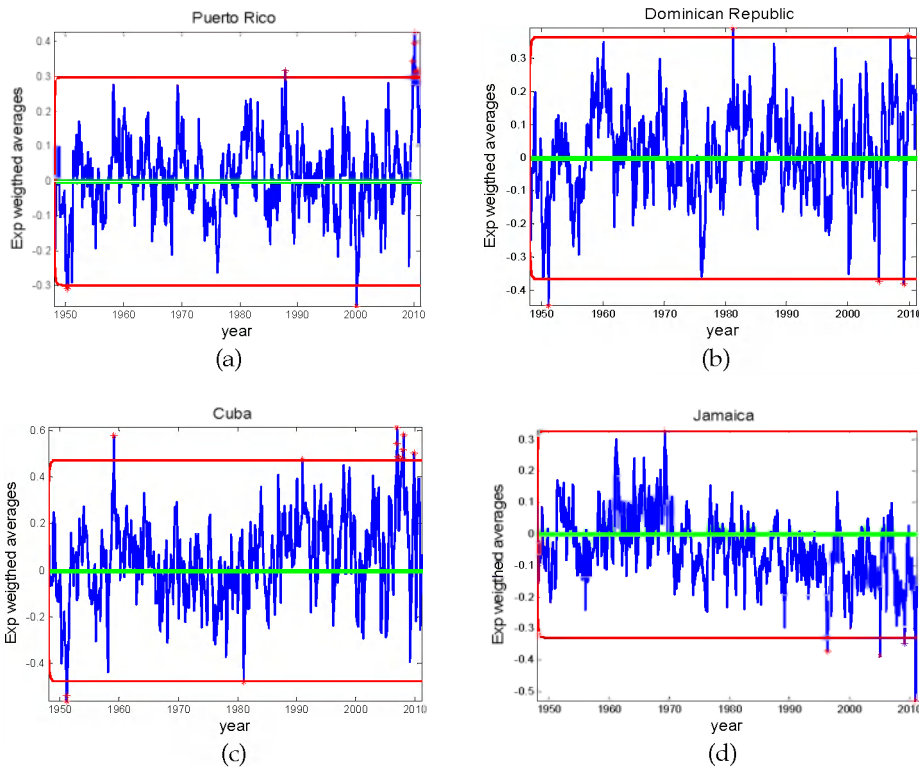 Puerto Rico
Exp weigthed averages
0.4
0.3
0.2
0.1
0
-0.1
-0.2
-0.3
1950 1960 1970 1980 1990 2000 2010
year
(a)
Dominican Republic
Exp weigthed averages
0.3
0.2
0.1
0
-0.1
-0.2
-0.3
-0.4
1950 1960 1970 1980 1990 2000 2010
year
(b)
Cuba
Exp weigthed averages
0.6
0.4
0.2
0
-0.2
-0.4
1950 1960 1970 1980 1990 2000 2010
year
(c)
Jamaica
Exp weigthed averages
0.3
0.2
0.1
0
-0.1
-0.2
-0.3
-0.4
-0.5
1950 1960 1970 1980 1990 2000 2010
year
(d)